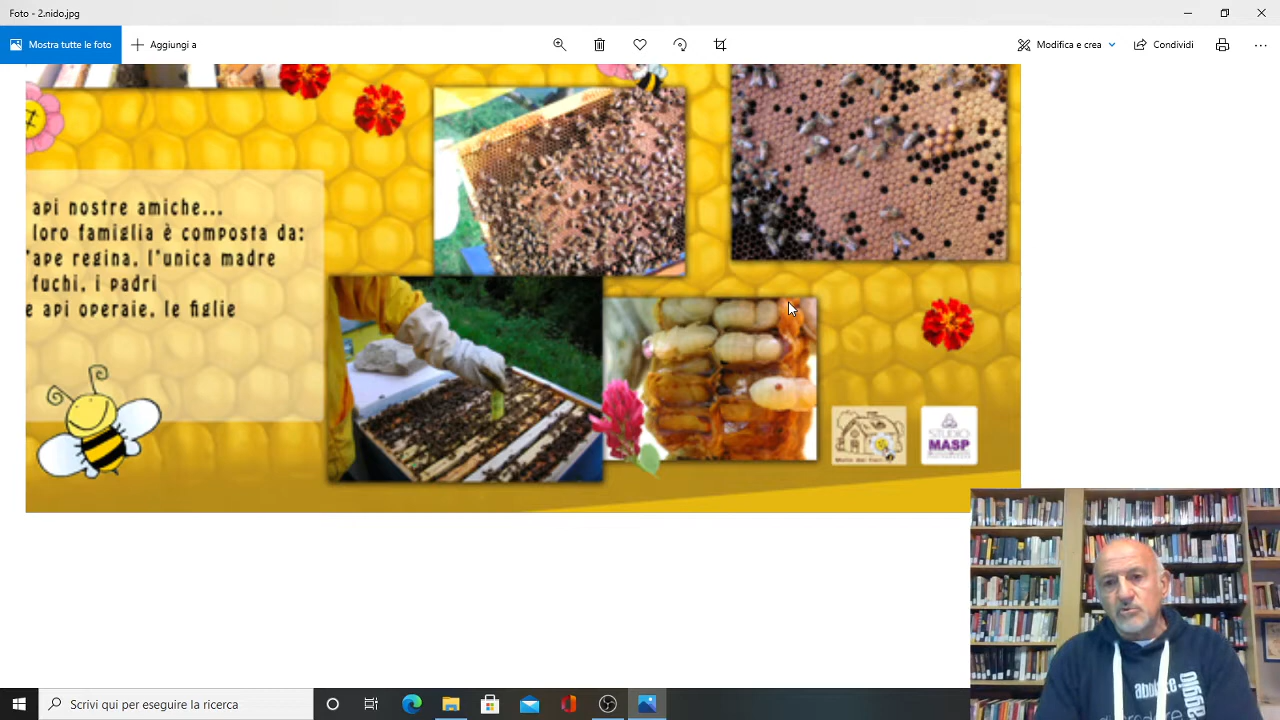 Foto - 2.nido.jpg
Mostra tutte le foto
Aggiungi a
Modifica e crea
Condividi
api nostre amiche...
loro famiglia è composta da:
'ape regina, l'unica madre
fuchi, i padri
e api operaie, le figlie
STUDIO
MASP
Scrivi qui per eseguire la ricerca